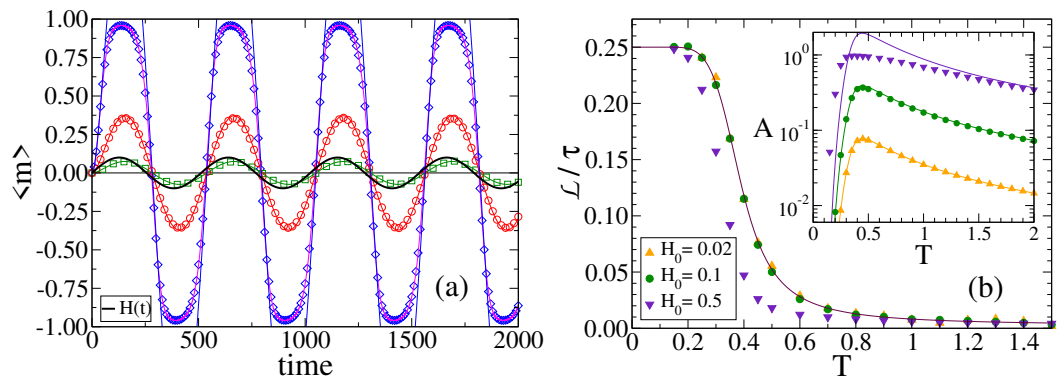 <m>
1.00
0.75
0.50
0.25
0.00
-0.25
-0.50
-0.75
-1.00
H(t)
(a)
0 500 1000 1500 2000
time
ℒ/τ
0.25
0.20
0.15
0.10
0.05
0.00
H₀= 0.02
H₀= 0.1
H₀= 0.5
(b)
0.0 0.2 0.4 0.6 0.8 1.0 1.2 1.4
T
A
10⁰
10⁻¹
10⁻²
0 0.5 1 1.5 2
T